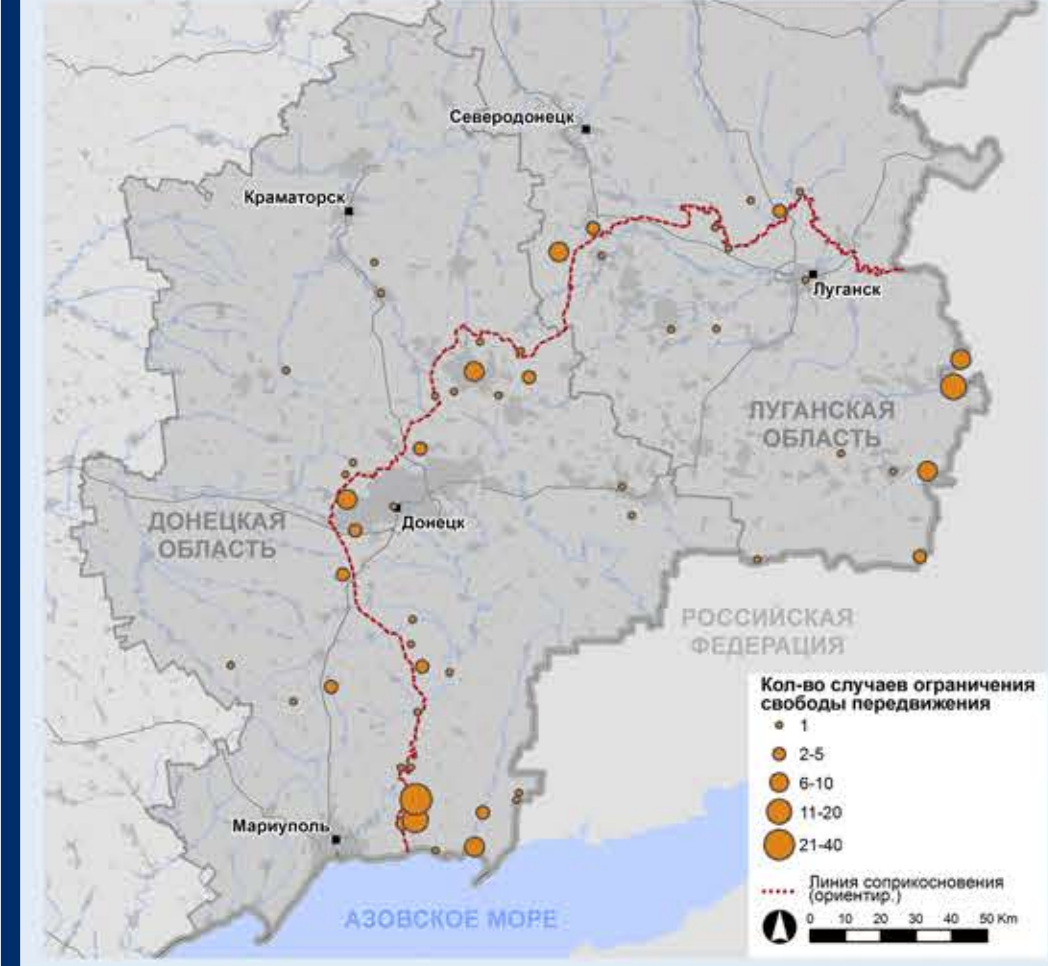 Северодонецк
Краматорск
Луганск
ЛУГАНСКАЯ
ОБЛАСТЬ
ДОНЕЦКАЯ
ОБЛАСТЬ
Донецк
РОССИЙСКАЯ
ФЕДЕРАЦИЯ
Кол-во случаев ограничения
свободы передвижения
1
2-5
6-10
11-20
21-40
Мариуполь
Линия соприкосновения
(ориентир.)
АЗОВСКОЕ МОРЕ
0 10 20 30 40 50 Km